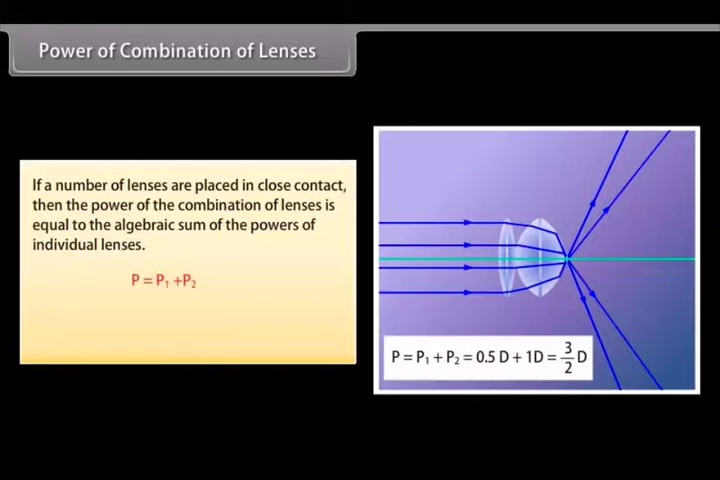 Power of Combination of Lenses
If a number of lenses are placed in close contact,
then the power of the combination of lenses is
equal to the algebraic sum of the powers of
individual lenses.
P = P₁ +P₂
P = P₁ + P₂ = 0.5 D + 1D = 3/2 D